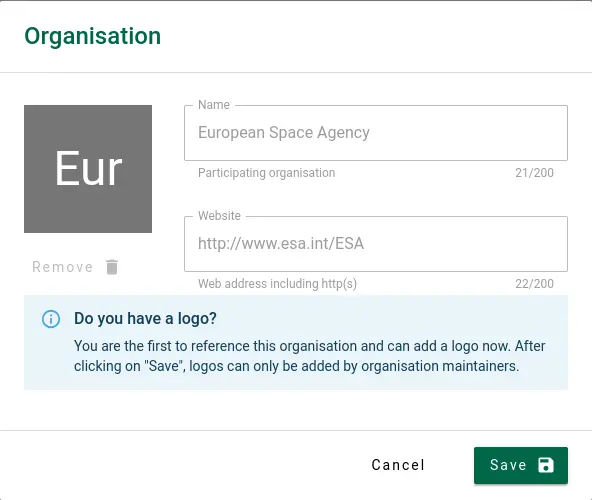 Organisation
Eur
Remove
Name
European Space Agency
Participating organisation 21/200
Website
http://www.esa.int/ESA
Web address including http(s) 22/200
Do you have a logo?
You are the first to reference this organisation and can add a logo now. After
clicking on "Save", logos can only be added by organisation maintainers.
Cancel Save